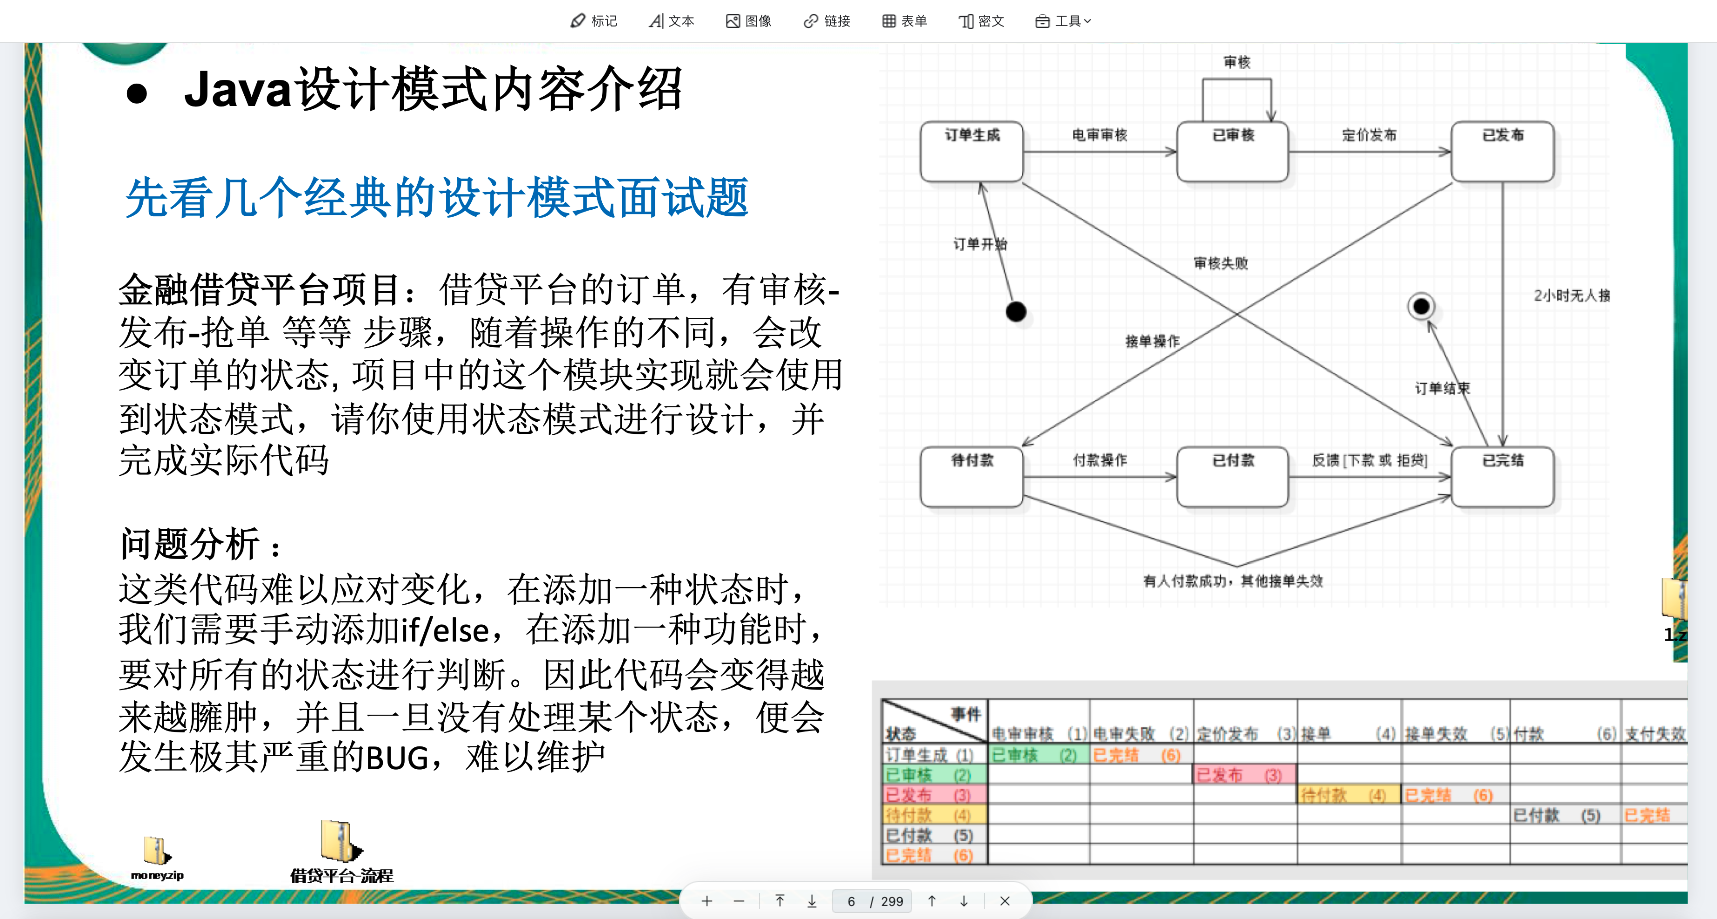 标记 文本 图像 链接 表单 密文 工具
Java设计模式内容介绍
先看几个经典的设计模式面试题
金融借贷平台项目：借贷平台的订单，有审核-
发布-抢单 等等 步骤，随着操作的不同，会改
变订单的状态, 项目中的这个模块实现就会使用
到状态模式，请你使用状态模式进行设计，并
完成实际代码
问题分析 ：
这类代码难以应对变化，在添加一种状态时，
我们需要手动添加if/else，在添加一种功能时，
要对所有的状态进行判断。因此代码会变得越
来越臃肿，并且一旦没有处理某个状态，便会
发生极其严重的BUG，难以维护
money.zip
借贷平台-流程
审核
订单生成 电审审核 已审核 定价发布 已发布
订单开始
审核失败
2小时无人接
接单操作
订单结束
待付款 付款操作 已付款 反馈 [下款 或 拒贷] 已完结
有人付款成功，其他接单失效
1.z
事件
状态 电审审核 (1) 电审失败 (2) 定价发布 (3) 接单 (4) 接单失效 (5) 付款 (6) 支付失效
订单生成 (1) 已审核 (2) 已完结 (6)
已审核 (2) 已发布 (3)
已发布 (3) 待付款 (4) 已完结 (6)
待付款 (4) 已付款 (5) 已完结
已付款 (5)
已完结 (6)
6 / 299